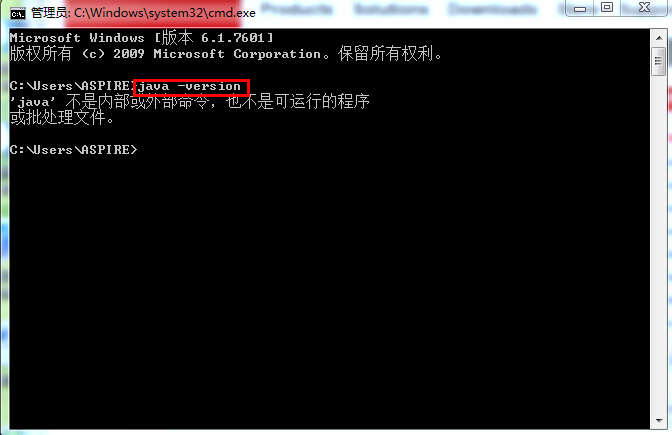 管理员: C:\Windows\system32\cmd.exe
Products Solutions Downloads
Microsoft Windows [版本 6.1.7601]
版权所有 (c) 2009 Microsoft Corporation。保留所有权利。
C:\Users\ASPIRE>java -version
'java' 不是内部或外部命令，也不是可运行的程序
或批处理文件。
C:\Users\ASPIRE>